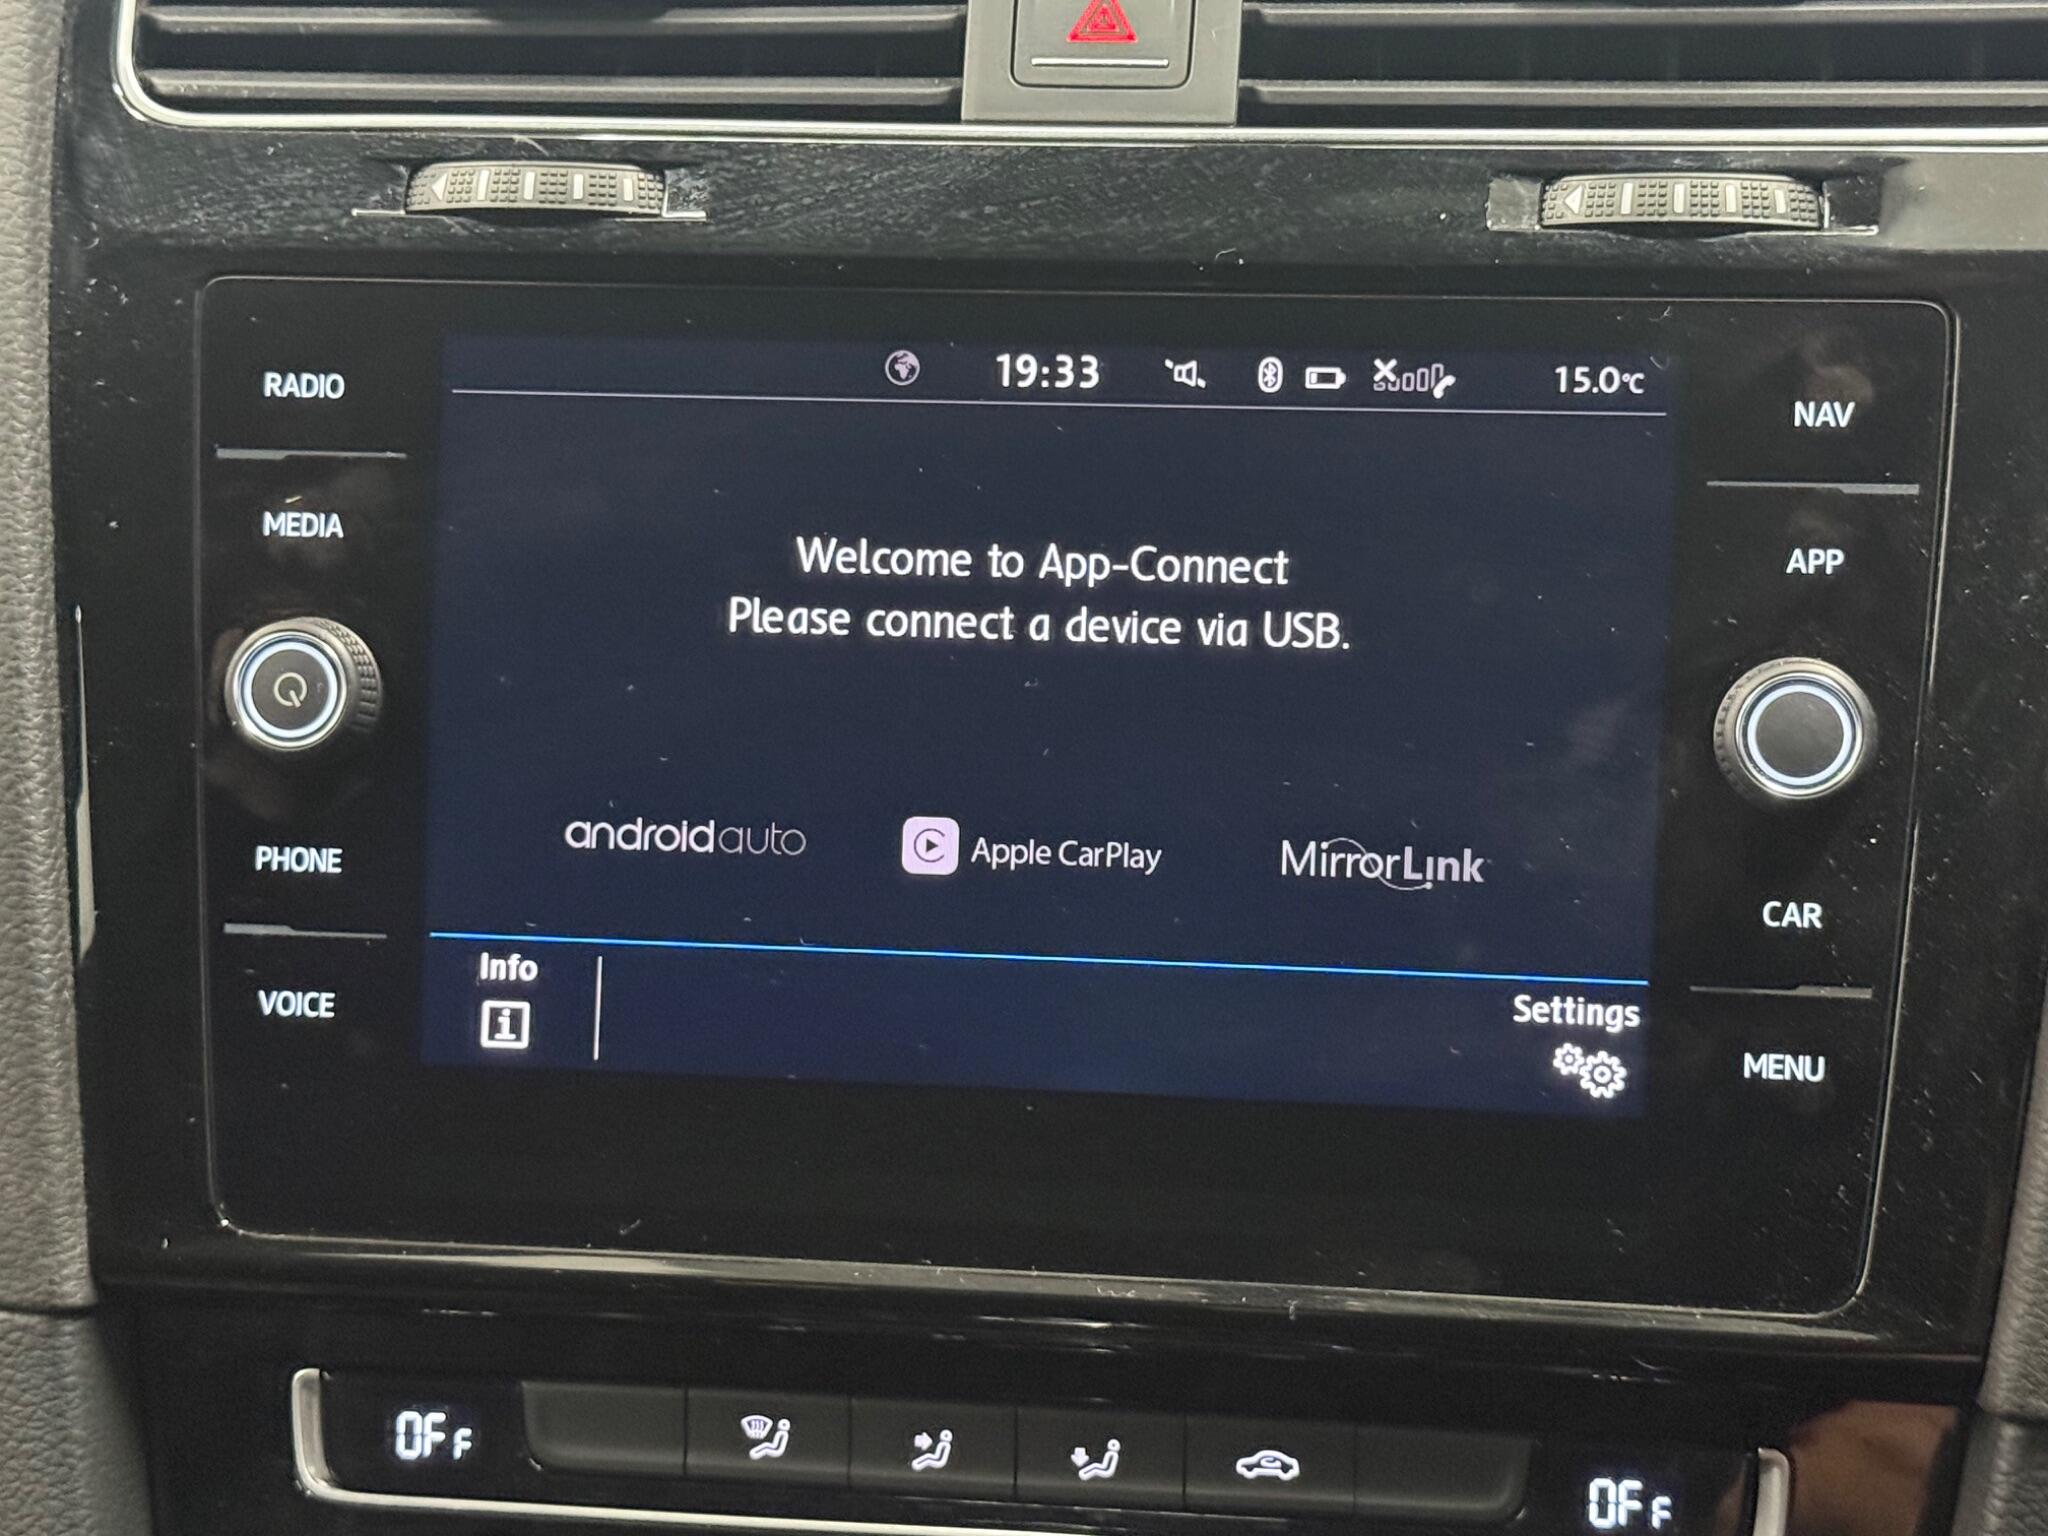 19:33
15.0°C
RADIO
NAV
MEDIA
APP
Welcome to App-Connect
Please connect a device via USB.
androidauto
Apple CarPlay
MirrorLink
PHONE
CAR
VOICE
Info
Settings
MENU
OFF
OFF